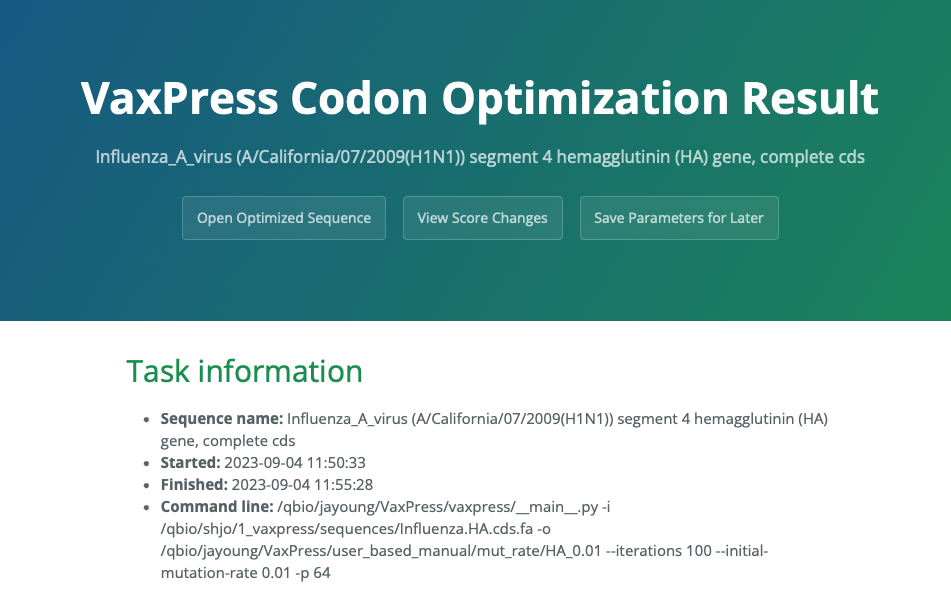 VaxPress Codon Optimization Result
Influenza_A_virus (A/California/07/2009(H1N1)) segment 4 hemagglutinin (HA) gene, complete cds
Open Optimized Sequence
View Score Changes
Save Parameters for Later
Task information
• Sequence name: Influenza_A_virus (A/California/07/2009(H1N1)) segment 4 hemagglutinin (HA)
gene, complete cds
• Started: 2023-09-04 11:50:33
• Finished: 2023-09-04 11:55:28
• Command line: /qbio/jayoung/VaxPress/vaxpress/__main__.py -i
/qbio/shjo/1_vaxpress/sequences/Influenza.HA.cds.fa -o
/qbio/jayoung/VaxPress/user_based_manual/mut_rate/HA_0.01 --iterations 100 --initial-
mutation-rate 0.01 -p 64